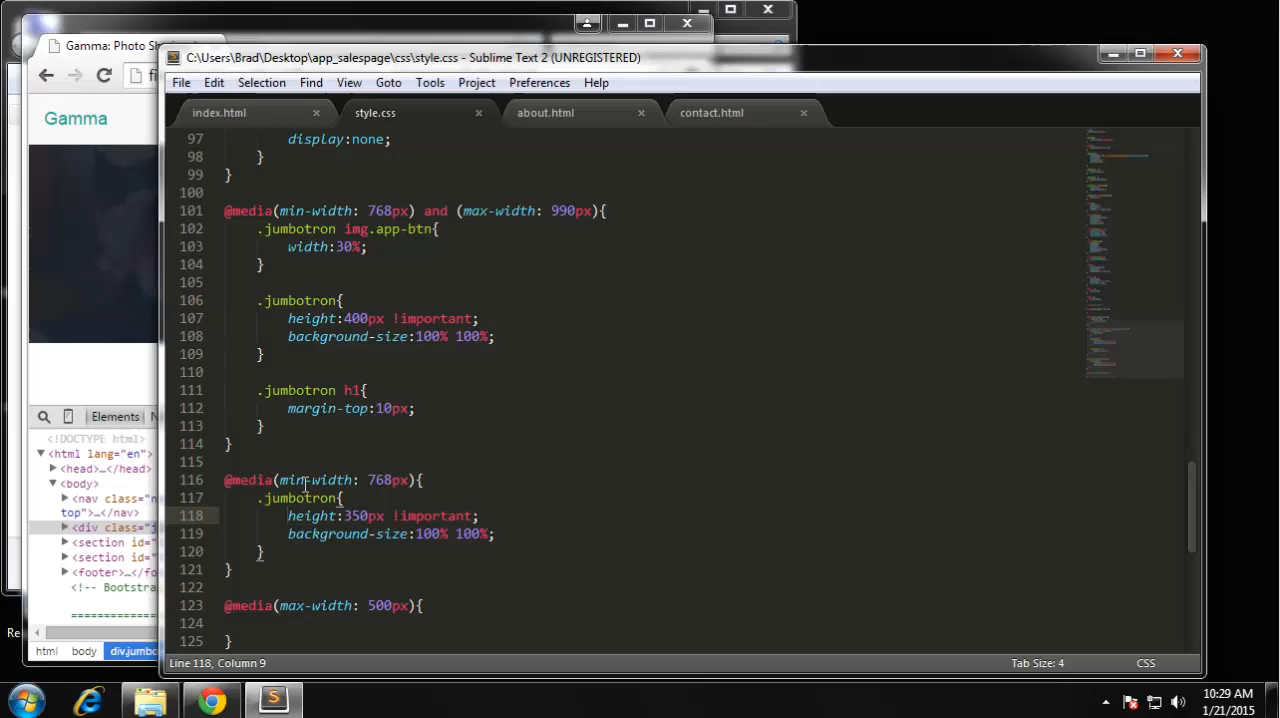 Gamma: Photo S
C:\Users\Brad\Desktop\app_salespage\css\style.css - Sublime Text 2 (UNREGISTERED)
fi
File Edit Selection Find View Goto Tools Project Preferences Help
Gamma
index.html style.css about.html contact.html
97 display:none;
98 }
99 }
100
101 @media(min-width: 768px) and (max-width: 990px){
102 .jumbotron img.app-btn{
103 width:30%;
104 }
105
106 .jumbotron{
107 height:400px !important;
108 background-size:100% 100%;
109 }
110
111 .jumbotron h1{
112 margin-top:10px;
113 }
114 }
115
116 @media(min-width: 768px){
117 .jumbotron{
118 height:350px !important;
119 background-size:100% 100%;
120 }
121 }
122
123 @media(max-width: 500px){
124
125 }
Elements N
<!DOCTYPE html>
<html lang="en">
<head>…</head>
<body>
<nav class="n
top">…</nav>
<div class="j
<section id="
<section id="
<footer>…</fo
<!-- Bootstra
===========
Re
html body div.jumbo
Line 118, Column 9 Tab Size: 4 CSS
10:29 AM
1/21/2015